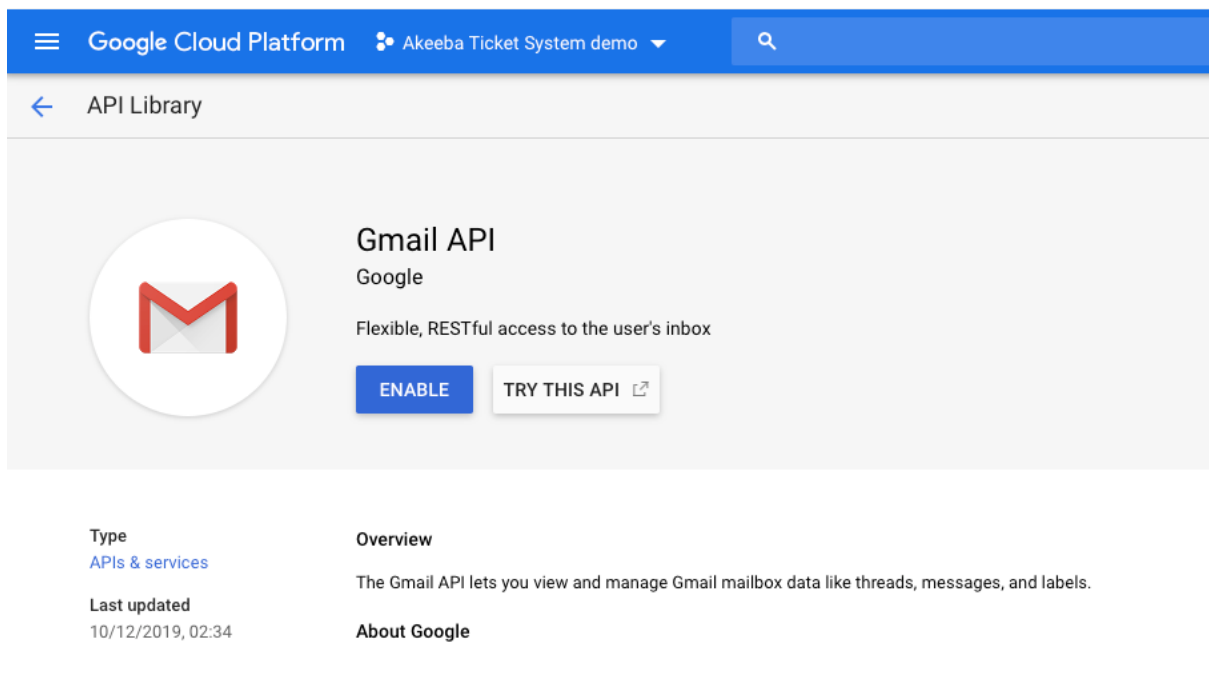 Google Cloud Platform Akeeba Ticket System demo
API Library
Gmail API
Google
Flexible, RESTful access to the user's inbox
ENABLE TRY THIS API
Type
APIs & services
Last updated
10/12/2019, 02:34
Overview
The Gmail API lets you view and manage Gmail mailbox data like threads, messages, and labels.
About Google